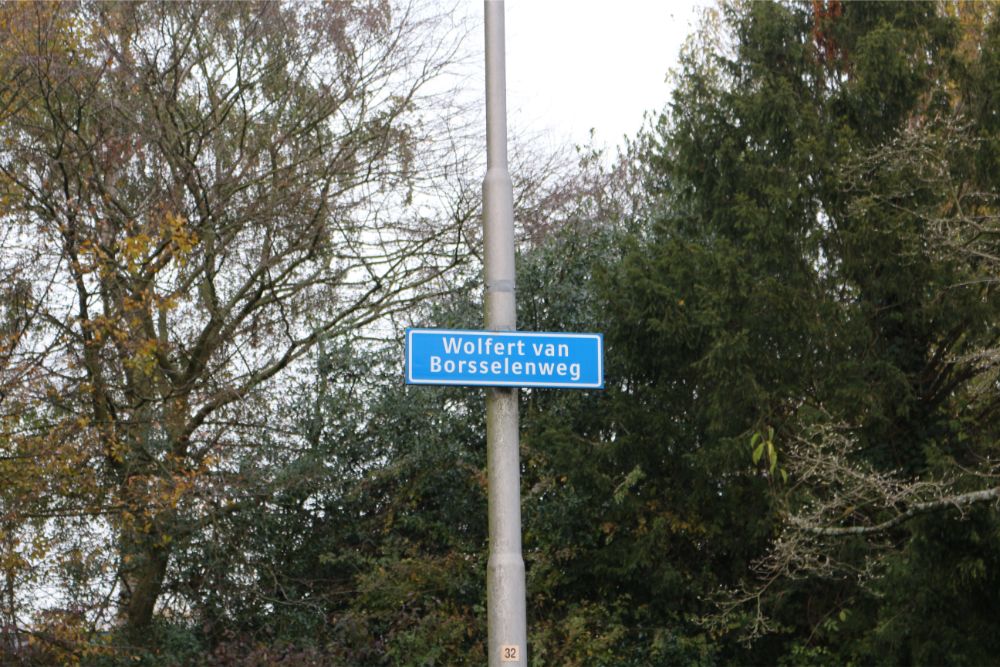 Wolfert van
Borsselenweg
32